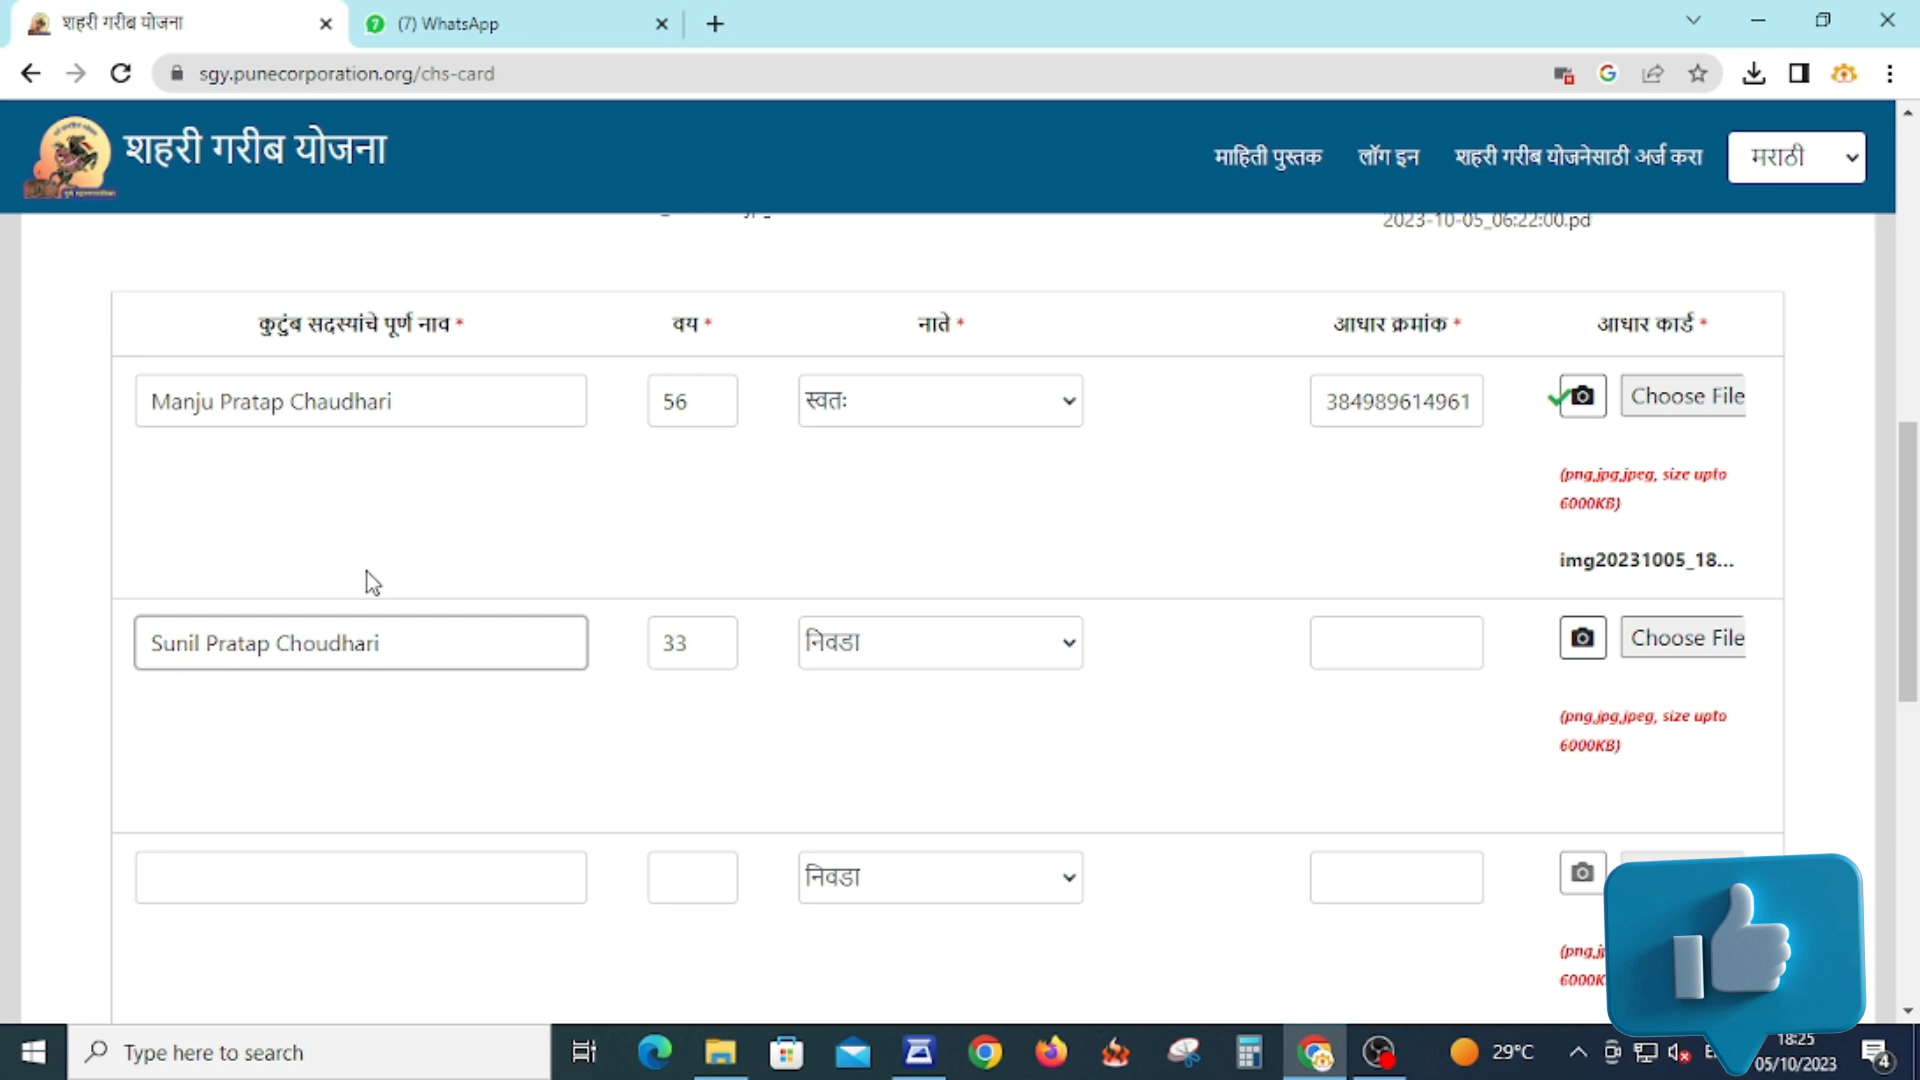 शहरी गरीब योजना
(7) WhatsApp
sgy.punecorporation.org/chs-card
शहरी गरीब योजना
माहिती पुस्तक
लॉग इन
शहरी गरीब योजनेसाठी अर्ज करा
मराठी
2023-10-05_06:22:00.pd
कुटुंब सदस्यांचे पूर्ण नाव * वय * नाते * आधार क्रमांक * आधार कार्ड *
Manju Pratap Chaudhari 56 स्वतः 384989614961 Choose File
(png,jpg,jpeg, size upto
6000KB)
img20231005_18...
Sunil Pratap Choudhari 33 निवडा Choose File
(png,jpg,jpeg, size upto
6000KB)
निवडा
Type here to search
29°C
18:25
05/10/2023
4